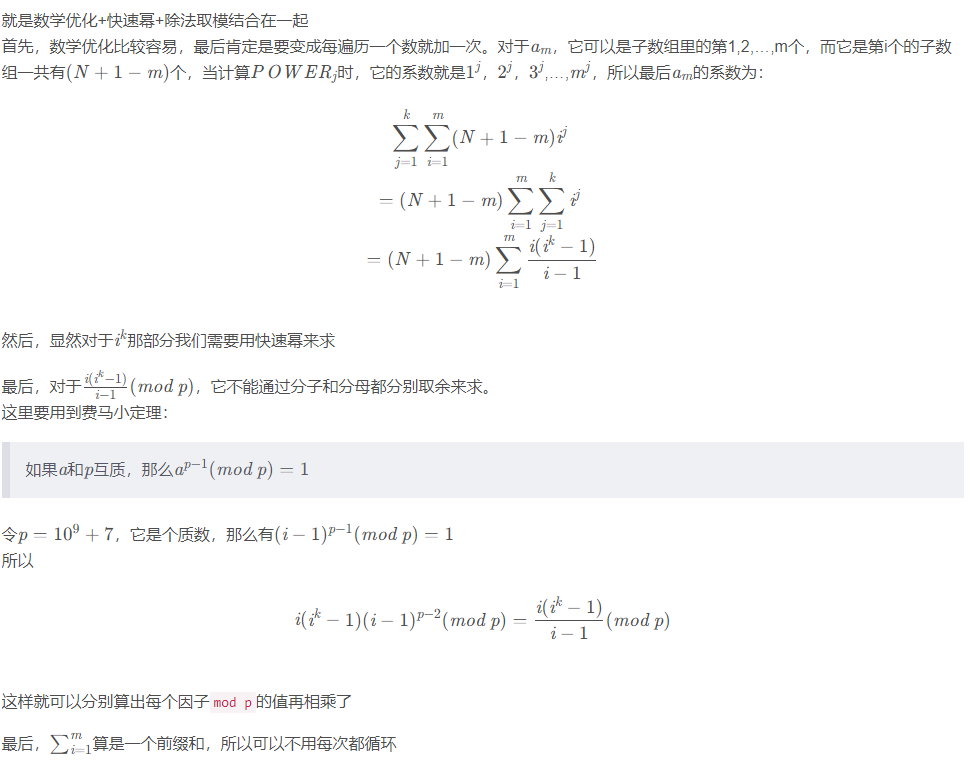 就是数学优化+快速幂+除法取模结合在一起
首先，数学优化比较容易，最后肯定是要变成每遍历一个数就加一次。对于$a_m$，它可以是子数组里的第1,2,...,m个，而它是第i个的子数
组一共有$(N+1-m)$个，当计算$POWER_j$时，它的系数就是$1^j$，$2^j$，$3^j$,...,$m^j$，所以最后$a_m$的系数为：
$\sum_{j=1}^{k}\sum_{i=1}^{m}(N+1-m)i^j$
$=(N+1-m)\sum_{i=1}^{m}\sum_{j=1}^{k}i^j$
$=(N+1-m)\sum_{i=1}^{m}\frac{i(i^k-1)}{i-1}$
然后，显然对于$i^k$那部分我们需要用快速幂来求
最后，对于$\frac{i(i^k-1)}{i-1}(mod\ p)$，它不能通过分子和分母都分别取余来求。
这里要用到费马小定理：
如果$a$和$p$互质，那么$a^{p-1}(mod\ p)=1$
令$p=10^9+7$，它是个质数，那么有$(i-1)^{p-1}(mod\ p)=1$
所以
$i(i^k-1)(i-1)^{p-2}(mod\ p)=\frac{i(i^k-1)}{i-1}(mod\ p)$
这样就可以分别算出每个因子 mod p 的值再相乘了
最后，$\sum_{i=1}^{m}$算是一个前缀和，所以可以不用每次都循环